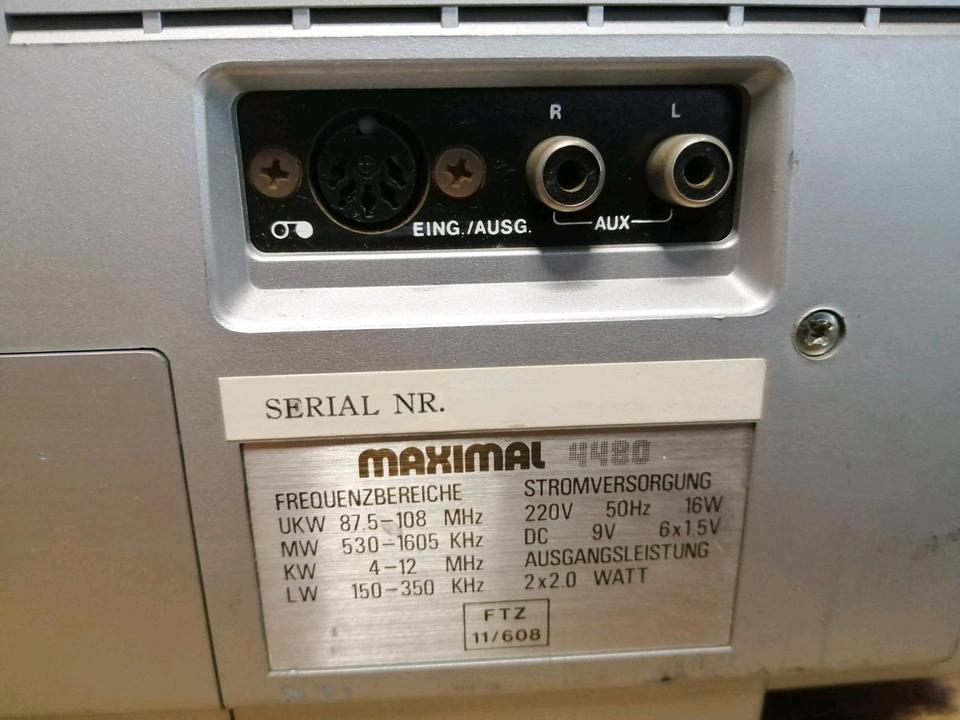 R L
EING./AUSG. AUX
SERIAL NR.
MAXIMAL 4480
FREQUENZBEREICHE
UKW 87.5-108 MHz
MW 530-1605 KHz
KW 4-12 MHz
LW 150-350 KHz
STROMVERSORGUNG
220V 50Hz 16W
DC 9V 6x1.5V
AUSGANGSLEISTUNG
2x2.0 WATT
FTZ
11/608